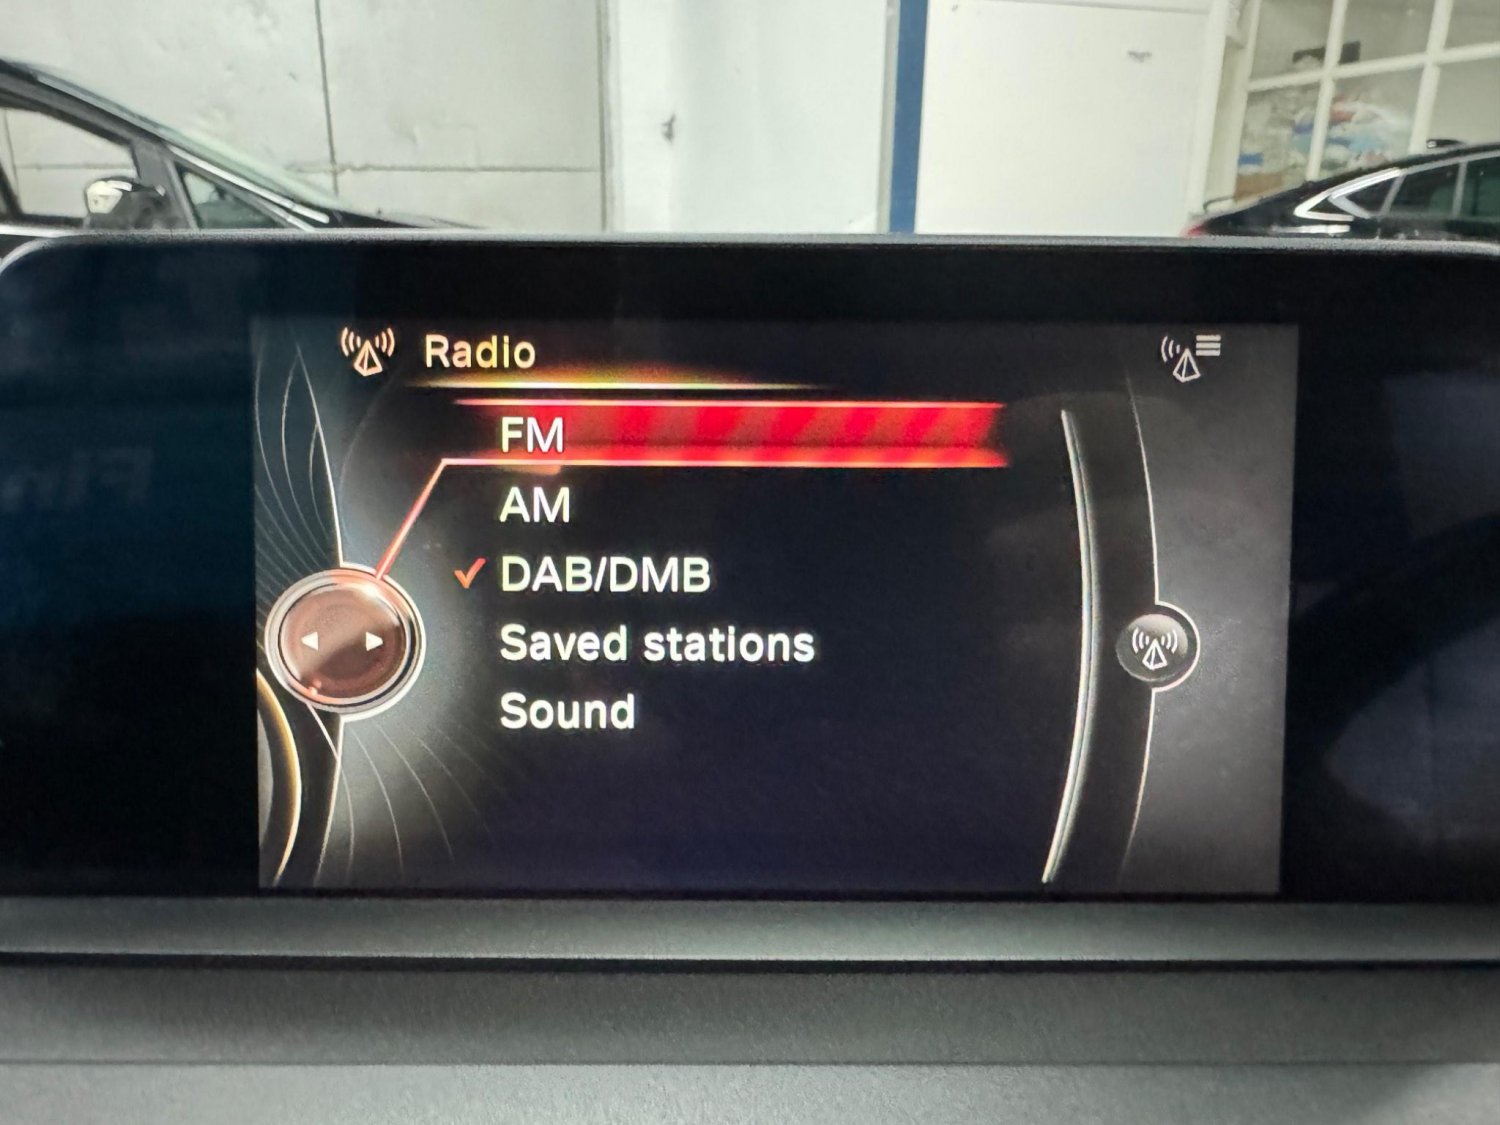 Radio
FM
AM
DAB/DMB
Saved stations
Sound